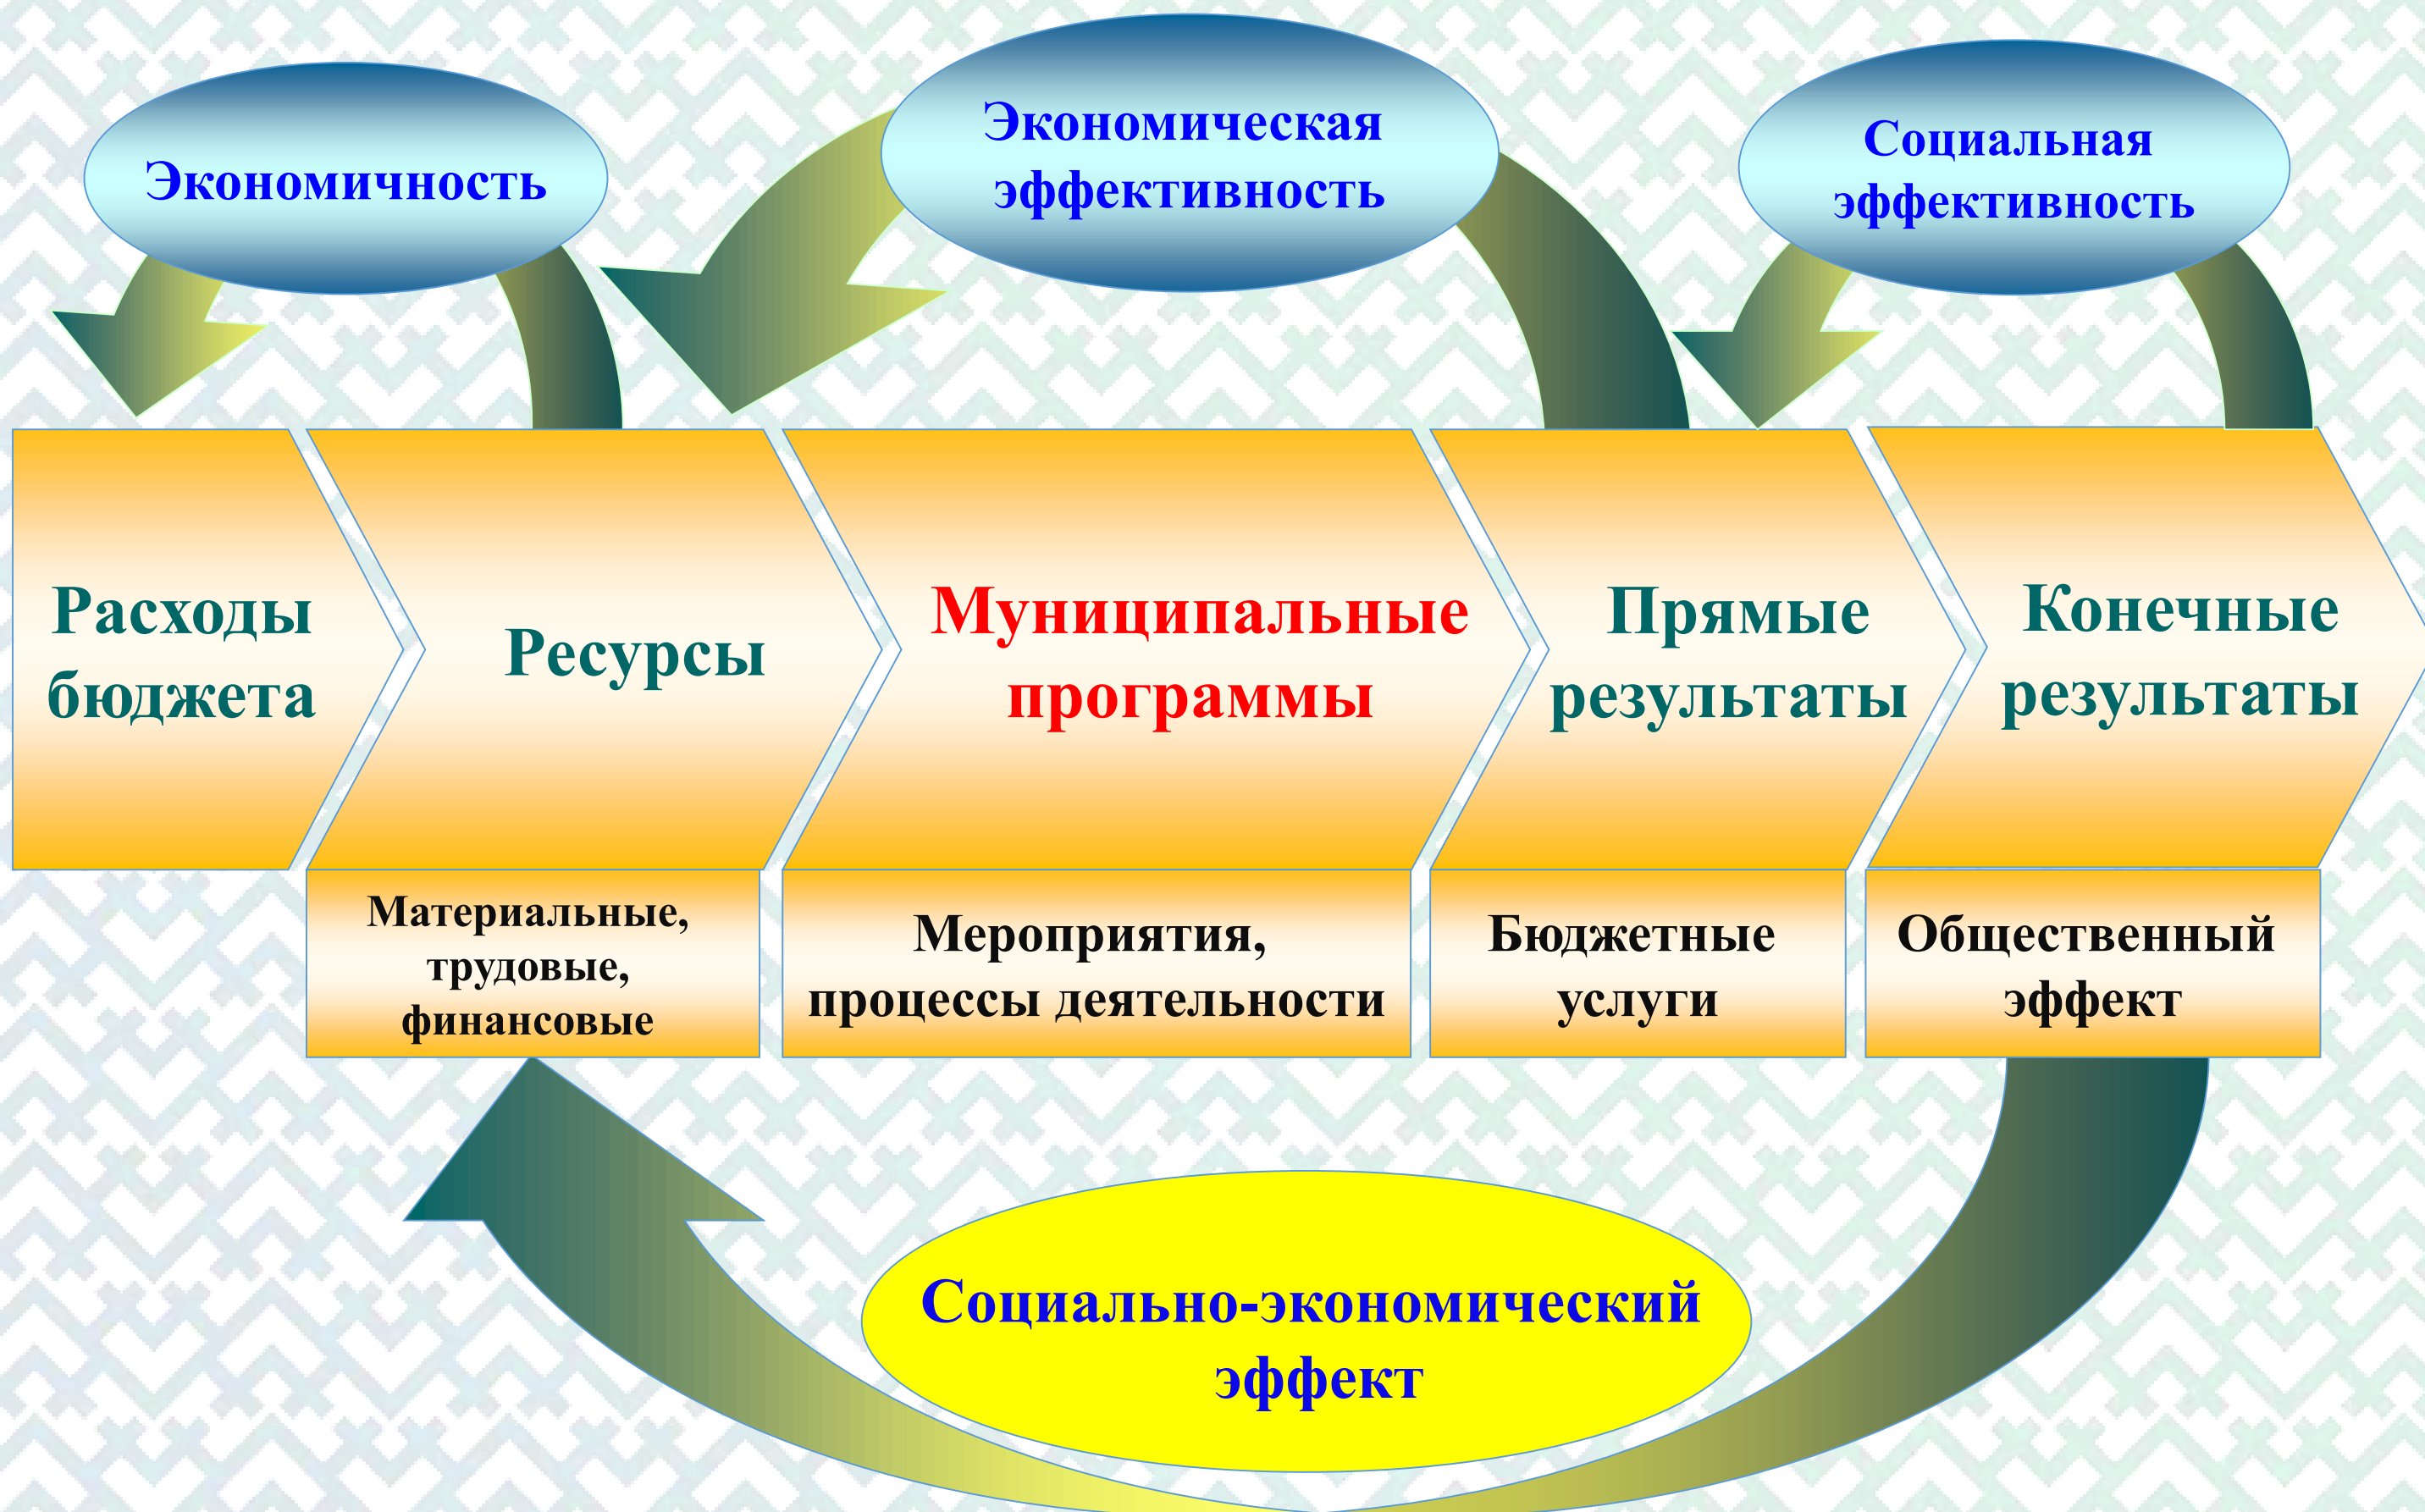 Экономичность
Экономическая
эффективность
Социальная
эффективность
Расходы
бюджета
Ресурсы
Муниципальные
программы
Прямые
результаты
Конечные
результаты
Материальные,
трудовые,
финансовые
Мероприятия,
процессы деятельности
Бюджетные
услуги
Общественный
эффект
Социально-экономический
эффект